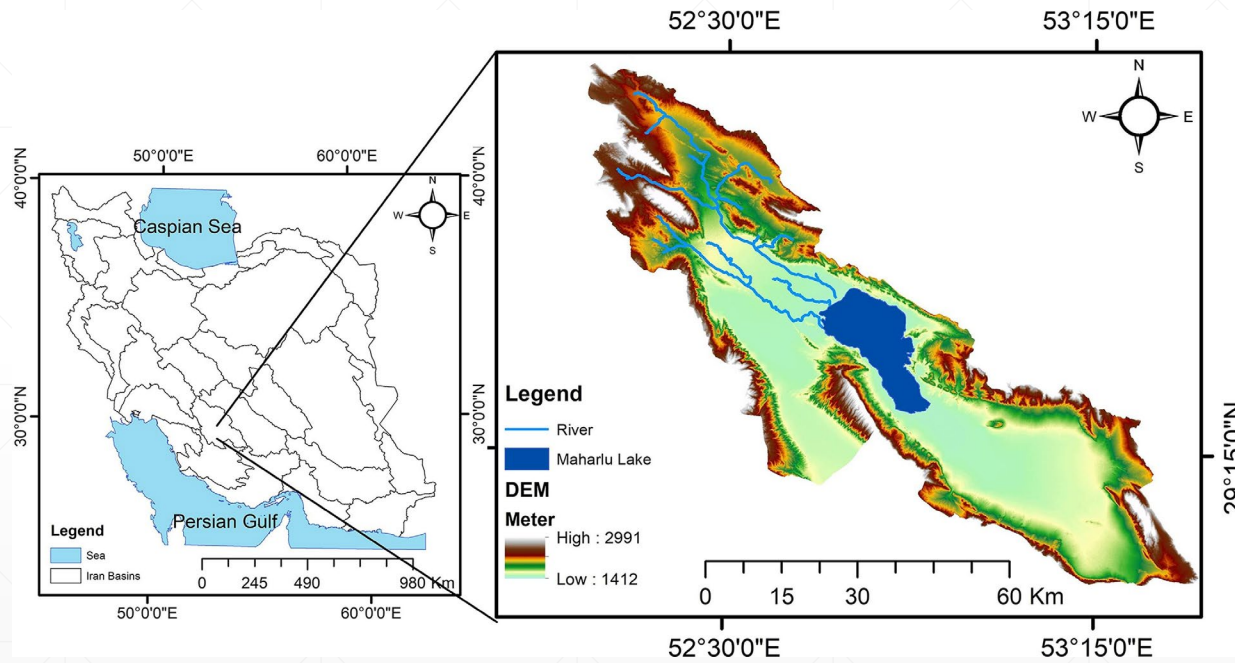 50°0'0"E
60°0'0"E
40°0'0"N
40°0'0"N
N
W
E
S
Caspian Sea
30°0'0"N
30°0'0"N
Persian Gulf
Legend
Sea
Iran Basins
0
245
490
980 Km
50°0'0"E
60°0'0"E
52°30'0"E
53°15'0"E
N
W
E
S
Legend
River
Maharlu Lake
DEM
Meter
High : 2991
Low : 1412
0
15
30
60 Km
29°15'0"N
52°30'0"E
53°15'0"E